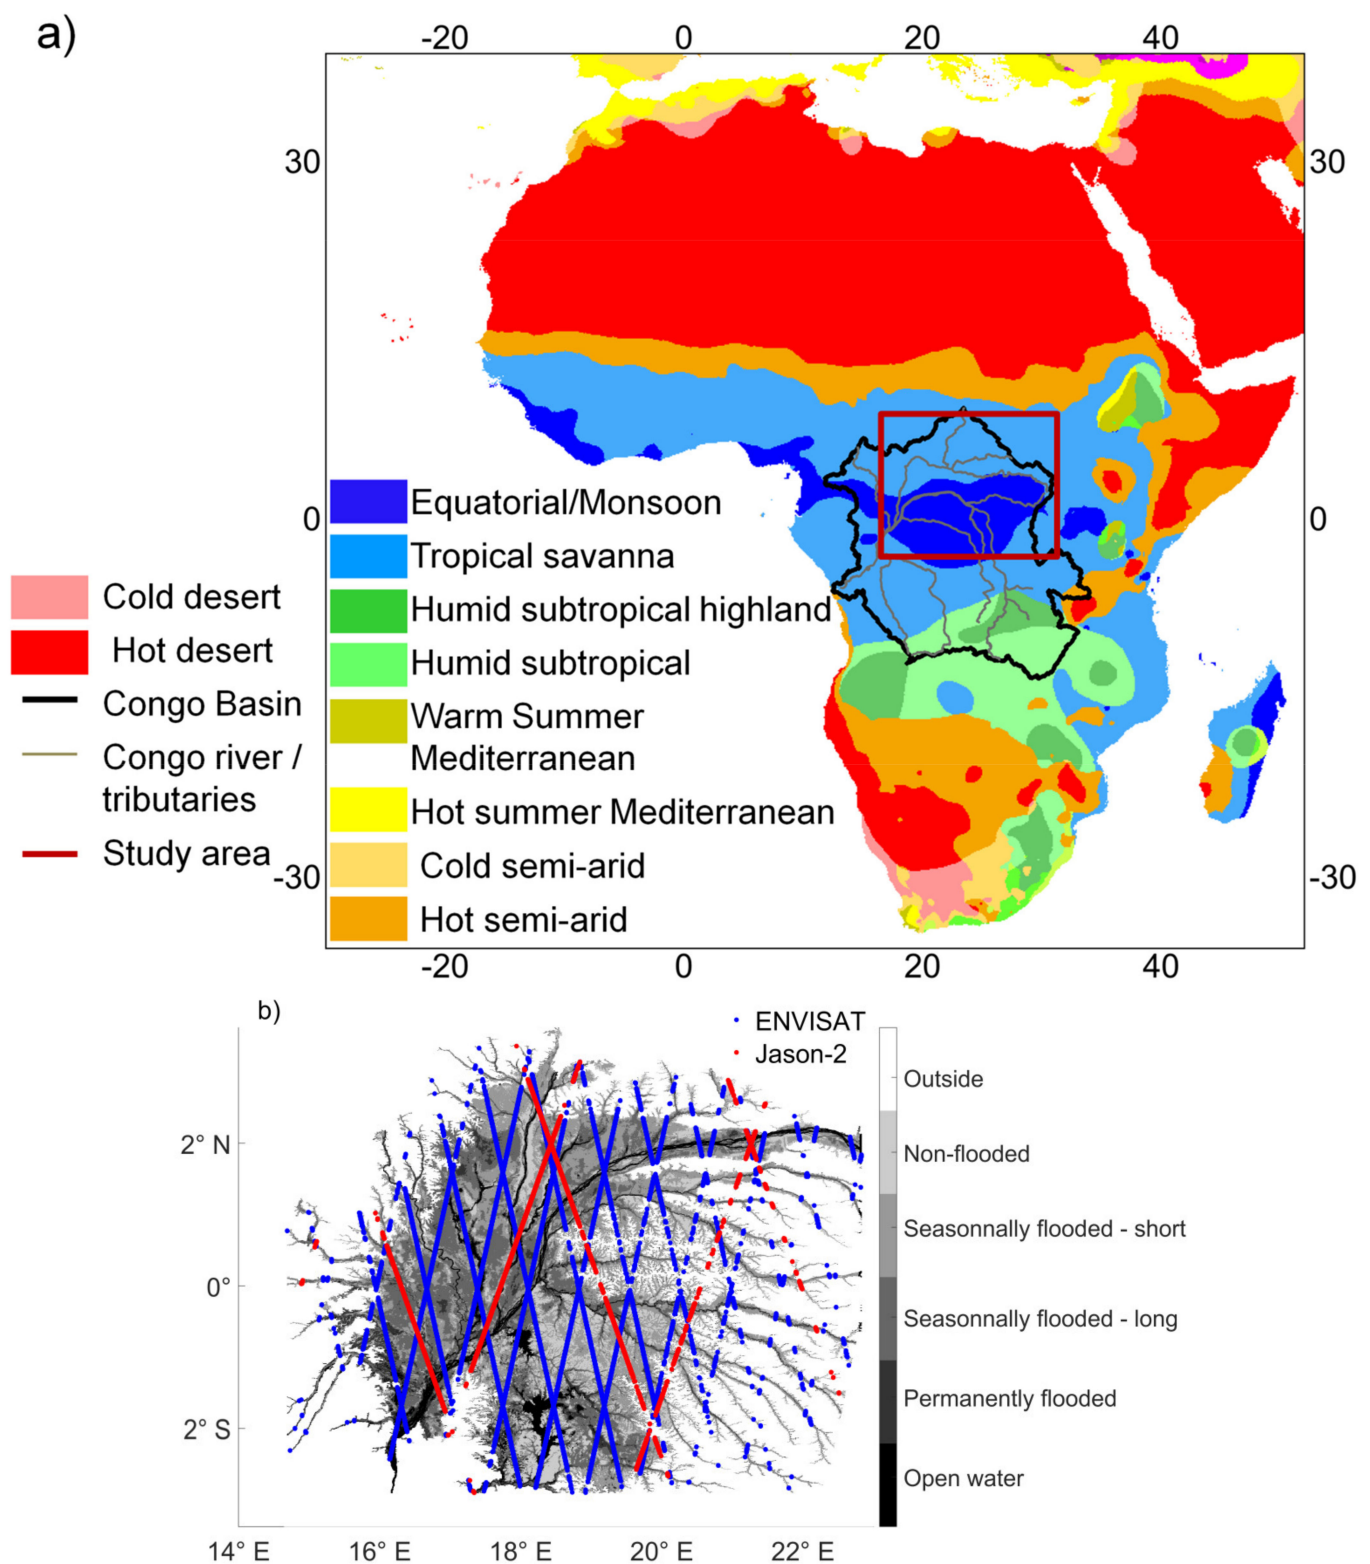 a)
-20 0 20 40
30 30
0 0
-30 -30
Equatorial/Monsoon
Tropical savanna
Humid subtropical highland
Humid subtropical
Warm Summer
Mediterranean
Hot summer Mediterranean
Cold semi-arid
Hot semi-arid
Cold desert
Hot desert
Congo Basin
Congo river /
tributaries
Study area
-20 0 20 40
b)
ENVISAT
Jason-2
Outside
Non-flooded
Seasonnally flooded - short
Seasonnally flooded - long
Permanently flooded
Open water
2° N
0°
2° S
14° E 16° E 18° E 20° E 22° E